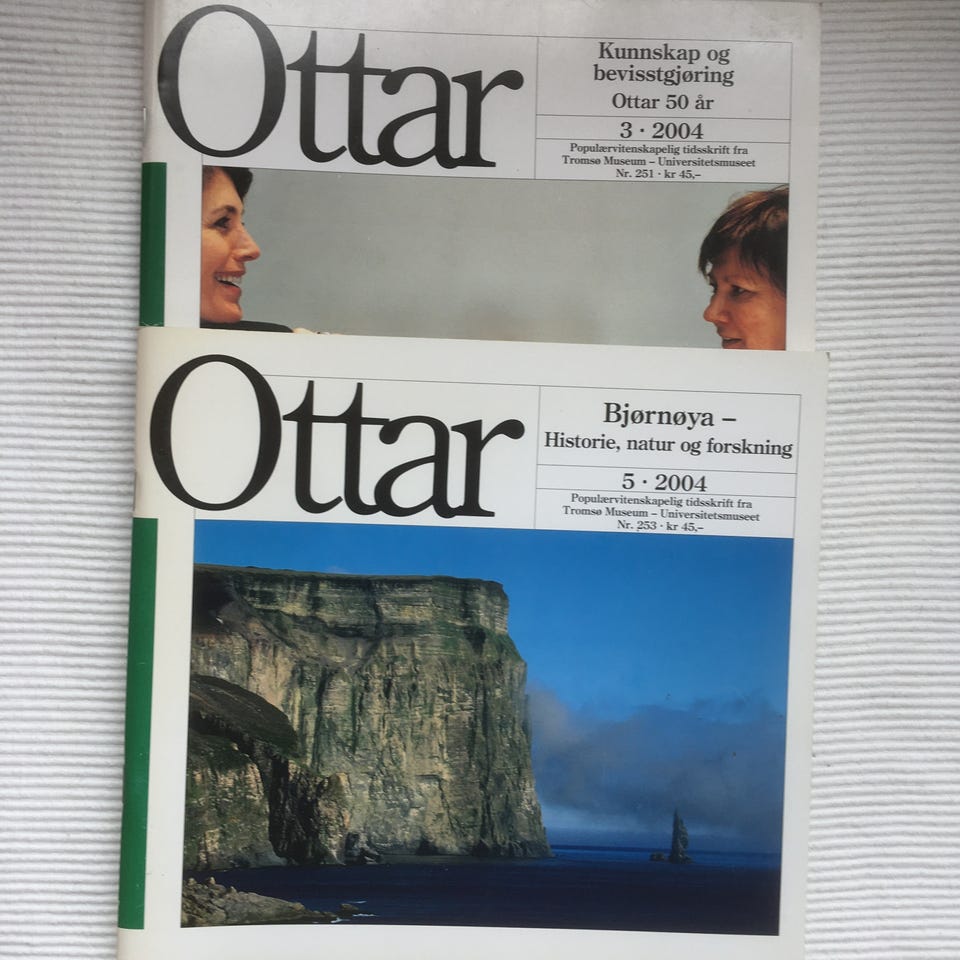 Ottar
Kunnskap og
bevisstgjøring
Ottar 50 år
3 · 2004
Populærvitenskapelig tidsskrift fra
Tromsø Museum – Universitetsmuseet
Nr. 251 · kr 45,–
Ottar
Bjørnøya –
Historie, natur og forskning
5 · 2004
Populærvitenskapelig tidsskrift fra
Tromsø Museum – Universitetsmuseet
Nr. 253 · kr 45,–